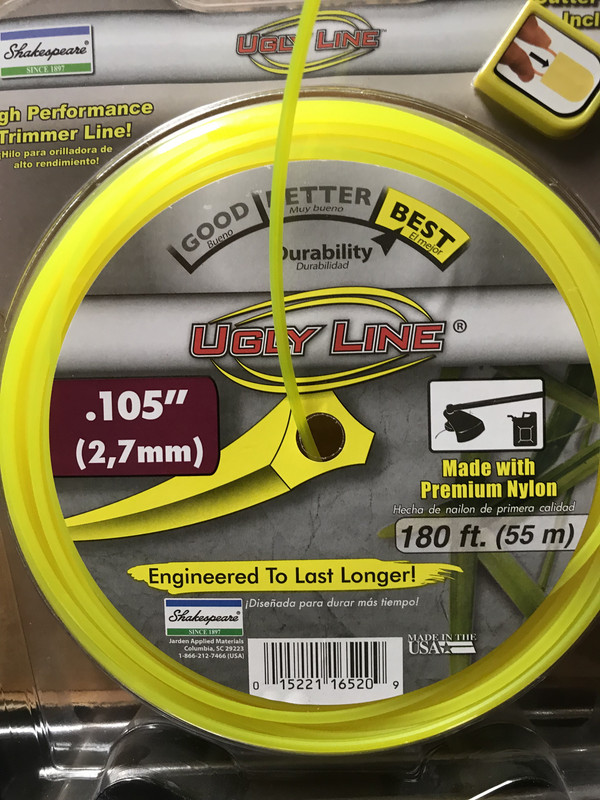 Shakespeare®
SINCE 1897
UGLY LINE
Incl
gh Performance
Trimmer Line!
¡Hilo para orilladora de
alto rendimiento!
GOOD
Bueno
BETTER
Muy bueno
BEST
El mejor
Durability
Durabilidad
UGLY LINE®
.105"
(2,7mm)
Made with
Premium Nylon
Hecha de nailon de primera calidad
180 ft. (55 m)
Engineered To Last Longer!
¡Diseñada para durar más tiempo!
Shakespeare®
SINCE 1897
Jarden Applied Materials
Columbia, SC 29223
1-866-212-7466 (USA)
MADE IN THE
USA
0 15221 16520 9